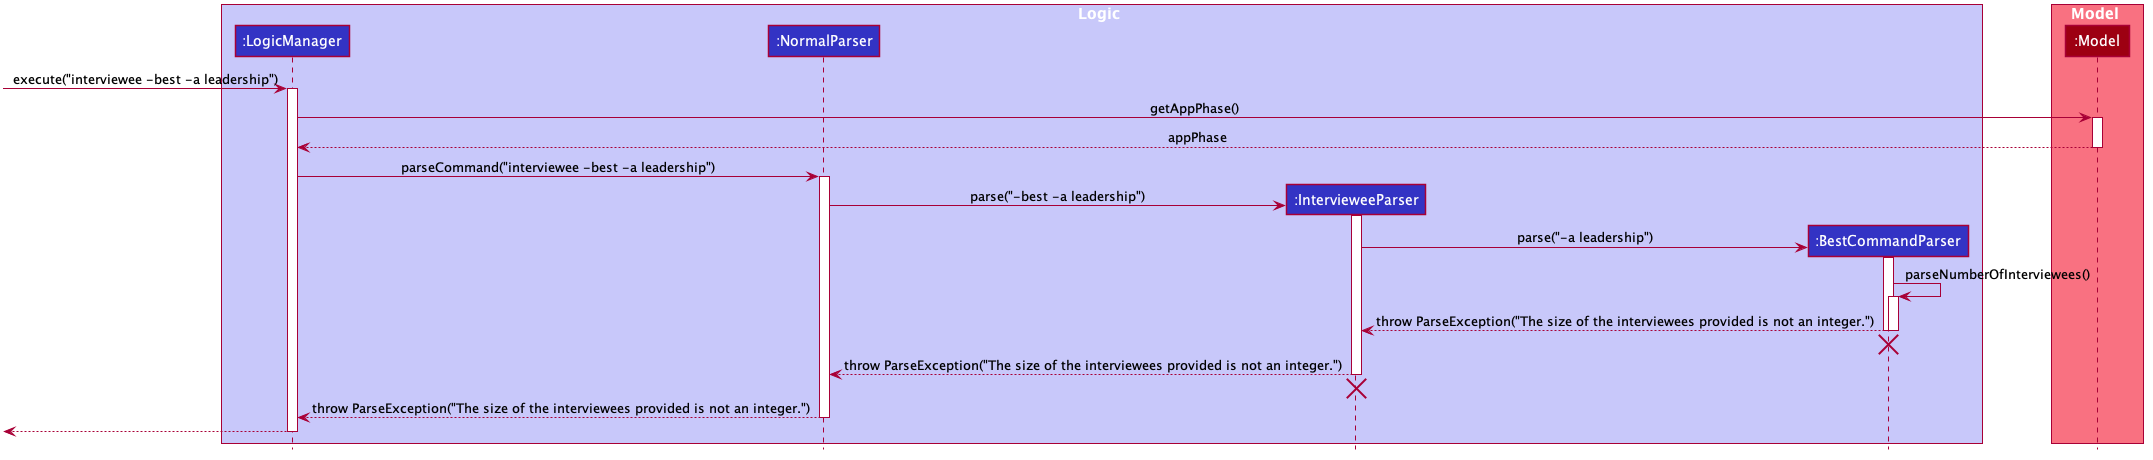 Logic
Model
:LogicManager
:NormalParser
:Model
execute("interviewee -best -a leadership")
getAppPhase()
appPhase
parseCommand("interviewee -best -a leadership")
parse("-best -a leadership")
:IntervieweeParser
parse("-a leadership")
:BestCommandParser
parseNumberOfInterviewees()
throw ParseException("The size of the interviewees provided is not an integer.")
throw ParseException("The size of the interviewees provided is not an integer.")
throw ParseException("The size of the interviewees provided is not an integer.")